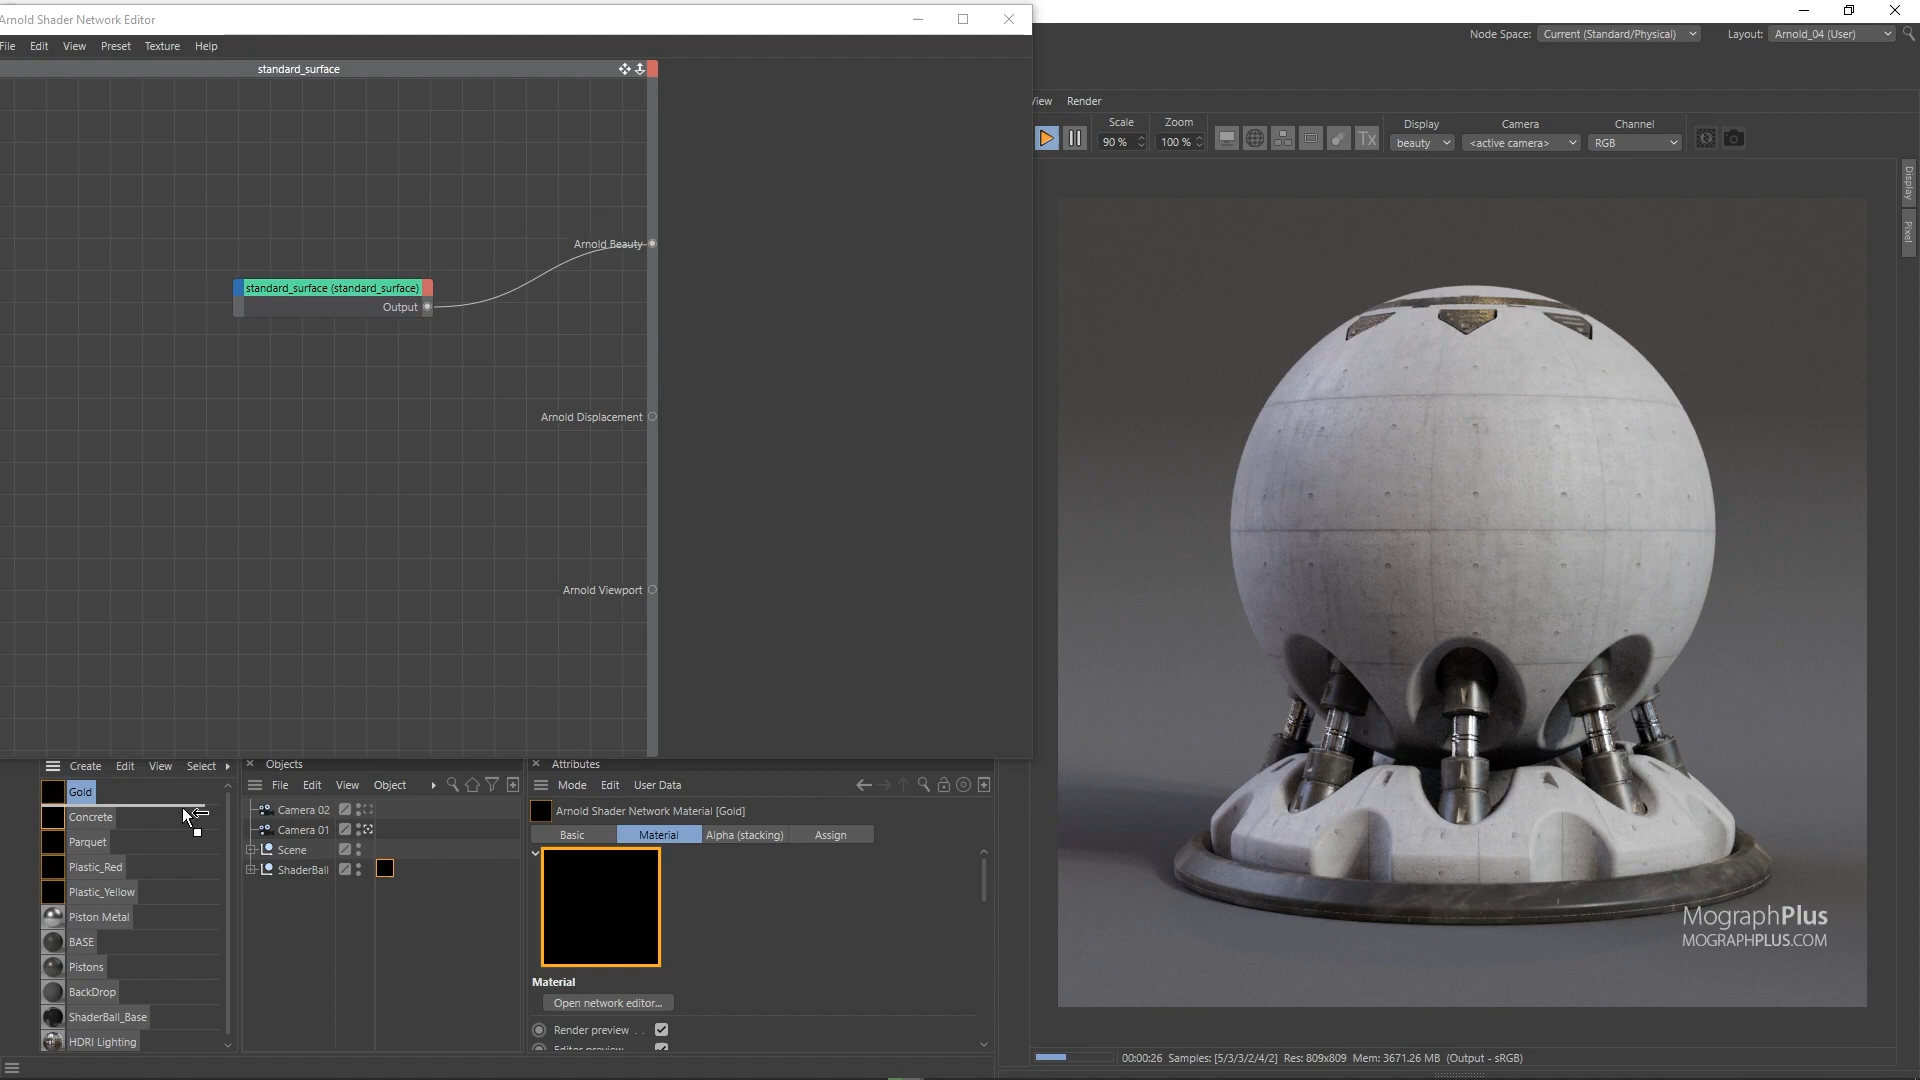 Arnold Shader Network Editor
File Edit View Preset Texture Help
standard_surface
Arnold Beauty
standard_surface (standard_surface)
Output
Arnold Displacement
Arnold Viewport
Node Space: Current (Standard/Physical) Layout: Arnold_04 (User)
View Render
Scale Zoom Display Camera Channel
90 % 100 % Tx beauty <active camera> RGB
Display
Pixel
MographPlus
MOGRAPHPLUS.COM
00:00:26 Samples: [5/3/3/2/4/2] Res: 809x809 Mem: 3671.26 MB (Output - sRGB)
Create Edit View Select
Gold
Concrete
Parquet
Plastic_Red
Plastic_Yellow
Piston Metal
BASE
Pistons
BackDrop
ShaderBall_Base
HDRI Lighting
Objects
File Edit View Object
Camera 02
Camera 01
Scene
ShaderBall
Attributes
Mode Edit User Data
Arnold Shader Network Material [Gold]
Basic Material Alpha (stacking) Assign
Material
Open network editor...
Render preview . .
Editor preview